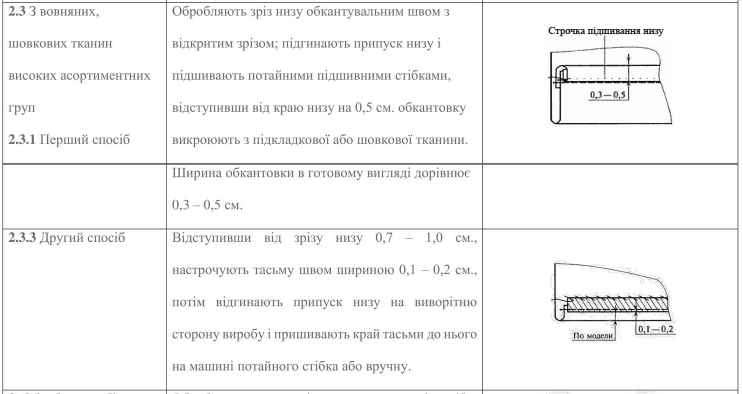 2.3 З вовняних,
шовкових тканин
високих асортиментних
груп
2.3.1 Перший спосіб
Обробляють зріз низу обкантувальним швом з
відкритим зрізом; підгинають припуск низу і
підшивають потайними підшивними стібками,
відступивши від краю низу на 0,5 см. обкантовку
викроюють з підкладкової або шовкової тканини.
Строчка підшивання низу
0,3 — 0,5
Ширина обкантовки в готовому вигляді дорівнює
0,3 – 0,5 см.
2.3.3 Другий спосіб
Відступивши від зрізу низу 0,7 – 1,0 см.,
настрочують тасьму швом шириною 0,1 – 0,2 см.,
потім відгинають припуск низу на виворітню
сторону виробу і пришивають край тасьми до нього
на машині потайного стібка або вручну.
По модели
0,1 — 0,2